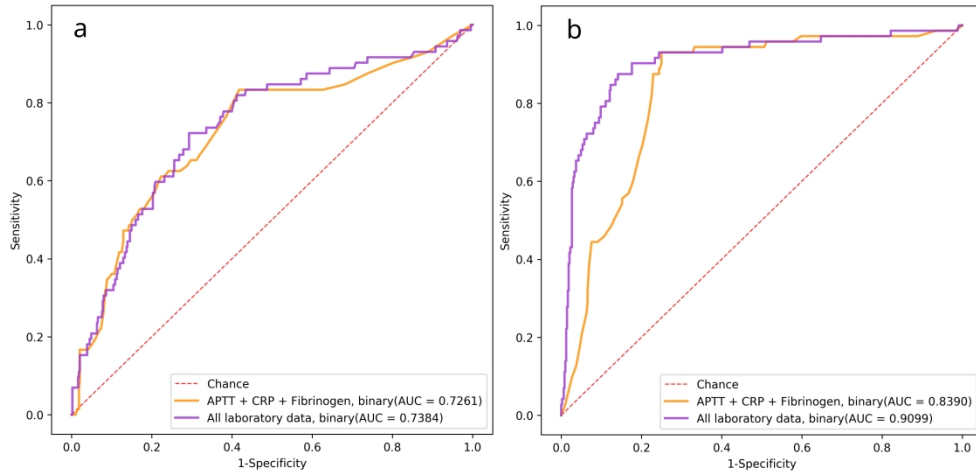 a
1.0
0.8
0.6
0.4
0.2
0.0
Sensitivity
0.0 0.2 0.4 0.6 0.8 1.0
1-Specificity
Chance
APTT + CRP + Fibrinogen, binary(AUC = 0.7261)
All laboratory data, binary(AUC = 0.7384)
b
1.0
0.8
0.6
0.4
0.2
0.0
Sensitivity
0.0 0.2 0.4 0.6 0.8 1.0
1-Specificity
Chance
APTT + CRP + Fibrinogen, binary(AUC = 0.8390)
All laboratory data, binary(AUC = 0.9099)